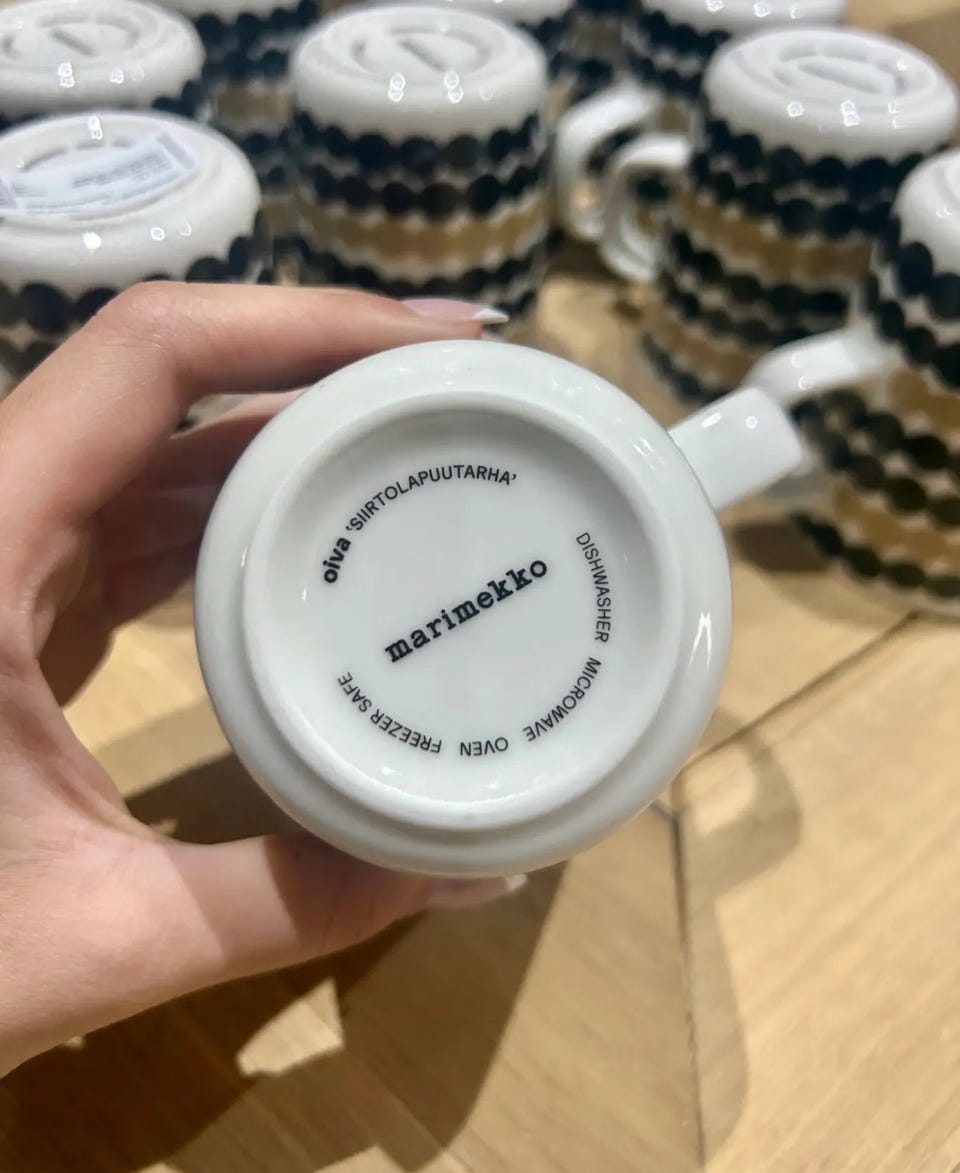 oiva ‘SIIRTOLAPUUTARHA’
marimekko
DISHWASHER MICROWAVE OVEN FREEZER SAFE